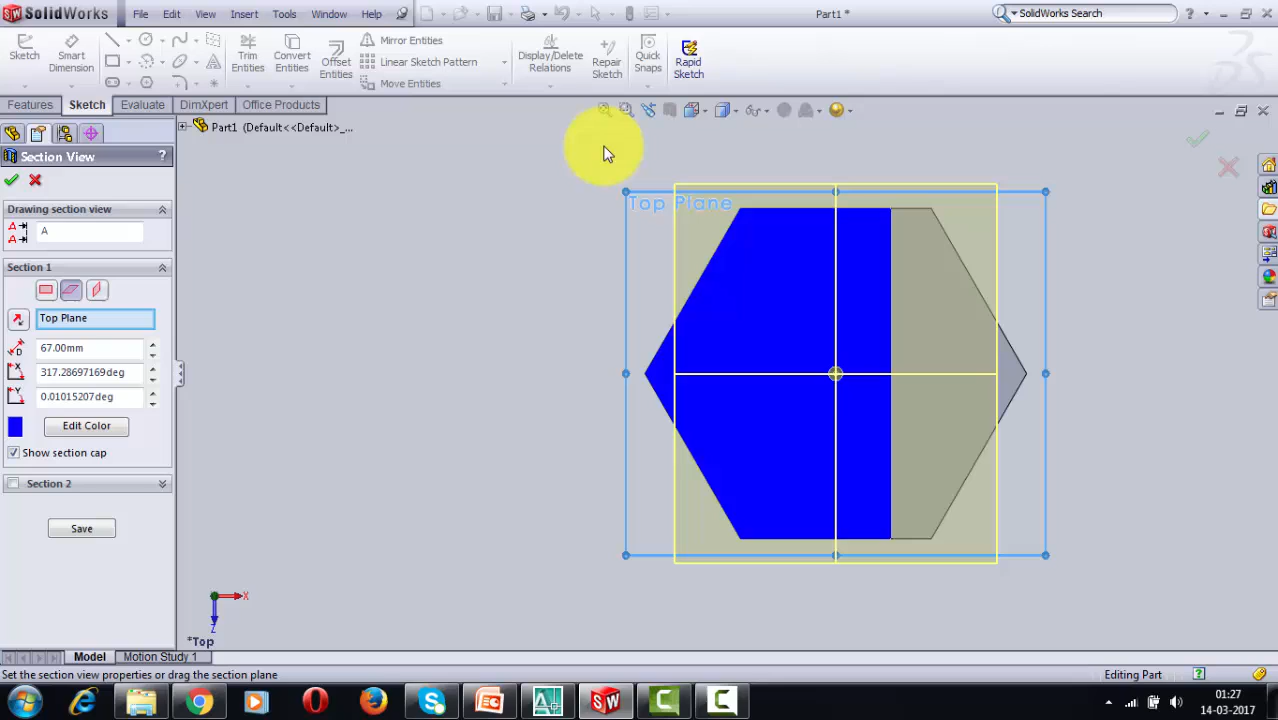 SolidWorks File Edit View Insert Tools Window Help Part1 * SolidWorks Search
Sketch Smart Dimension Trim Entities Convert Entities Offset Entities Mirror Entities Linear Sketch Pattern Move Entities Display/Delete Relations Repair Sketch Quick Snaps Rapid Sketch
Features Sketch Evaluate DimXpert Office Products
Part1 (Default<<Default>_...
Section View ?
Drawing section view
A
Section 1
Top Plane
67.00mm
317.28697169deg
0.01015207deg
Edit Color
Show section cap
Section 2
Save
Top Plane
X
Z
*Top
Model Motion Study 1
Set the section view properties or drag the section plane Editing Part
01:27
14-03-2017